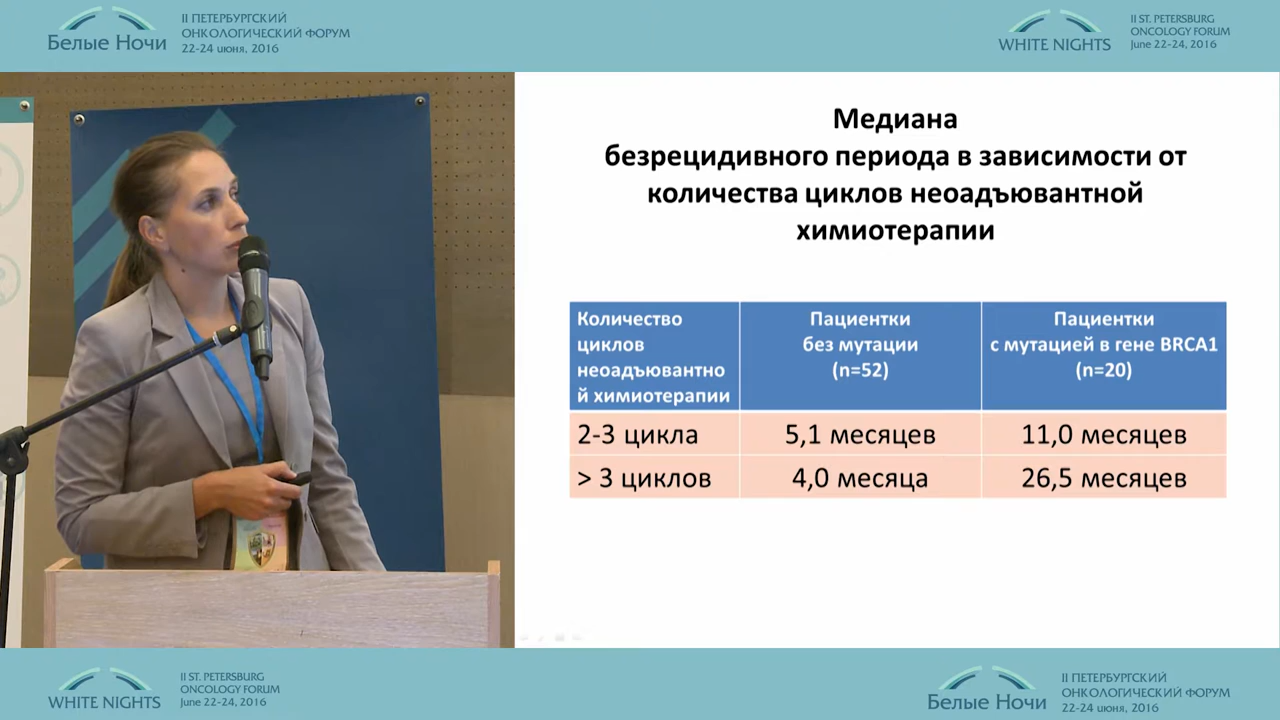 Белые Ночи
II ПЕТЕРБУРГСКИЙ
ОНКОЛОГИЧЕСКИЙ ФОРУМ
22-24 июня, 2016
WHITE NIGHTS
II ST. PETERSBURG
ONCOLOGY FORUM
June 22-24, 2016
Медиана
безрецидивного периода в зависимости от
количества циклов неоадъювантной
химиотерапии
Количество
циклов
неоадъювантно
й химиотерапии
Пациентки
без мутации
(n=52)
Пациентки
с мутацией в гене BRCA1
(n=20)
2-3 цикла
5,1 месяцев
11,0 месяцев
> 3 циклов
4,0 месяца
26,5 месяцев
WHITE NIGHTS
II ST. PETERSBURG
ONCOLOGY FORUM
June 22-24, 2016
Белые Ночи
II ПЕТЕРБУРГСКИЙ
ОНКОЛОГИЧЕСКИЙ ФОРУМ
22-24 июня, 2016